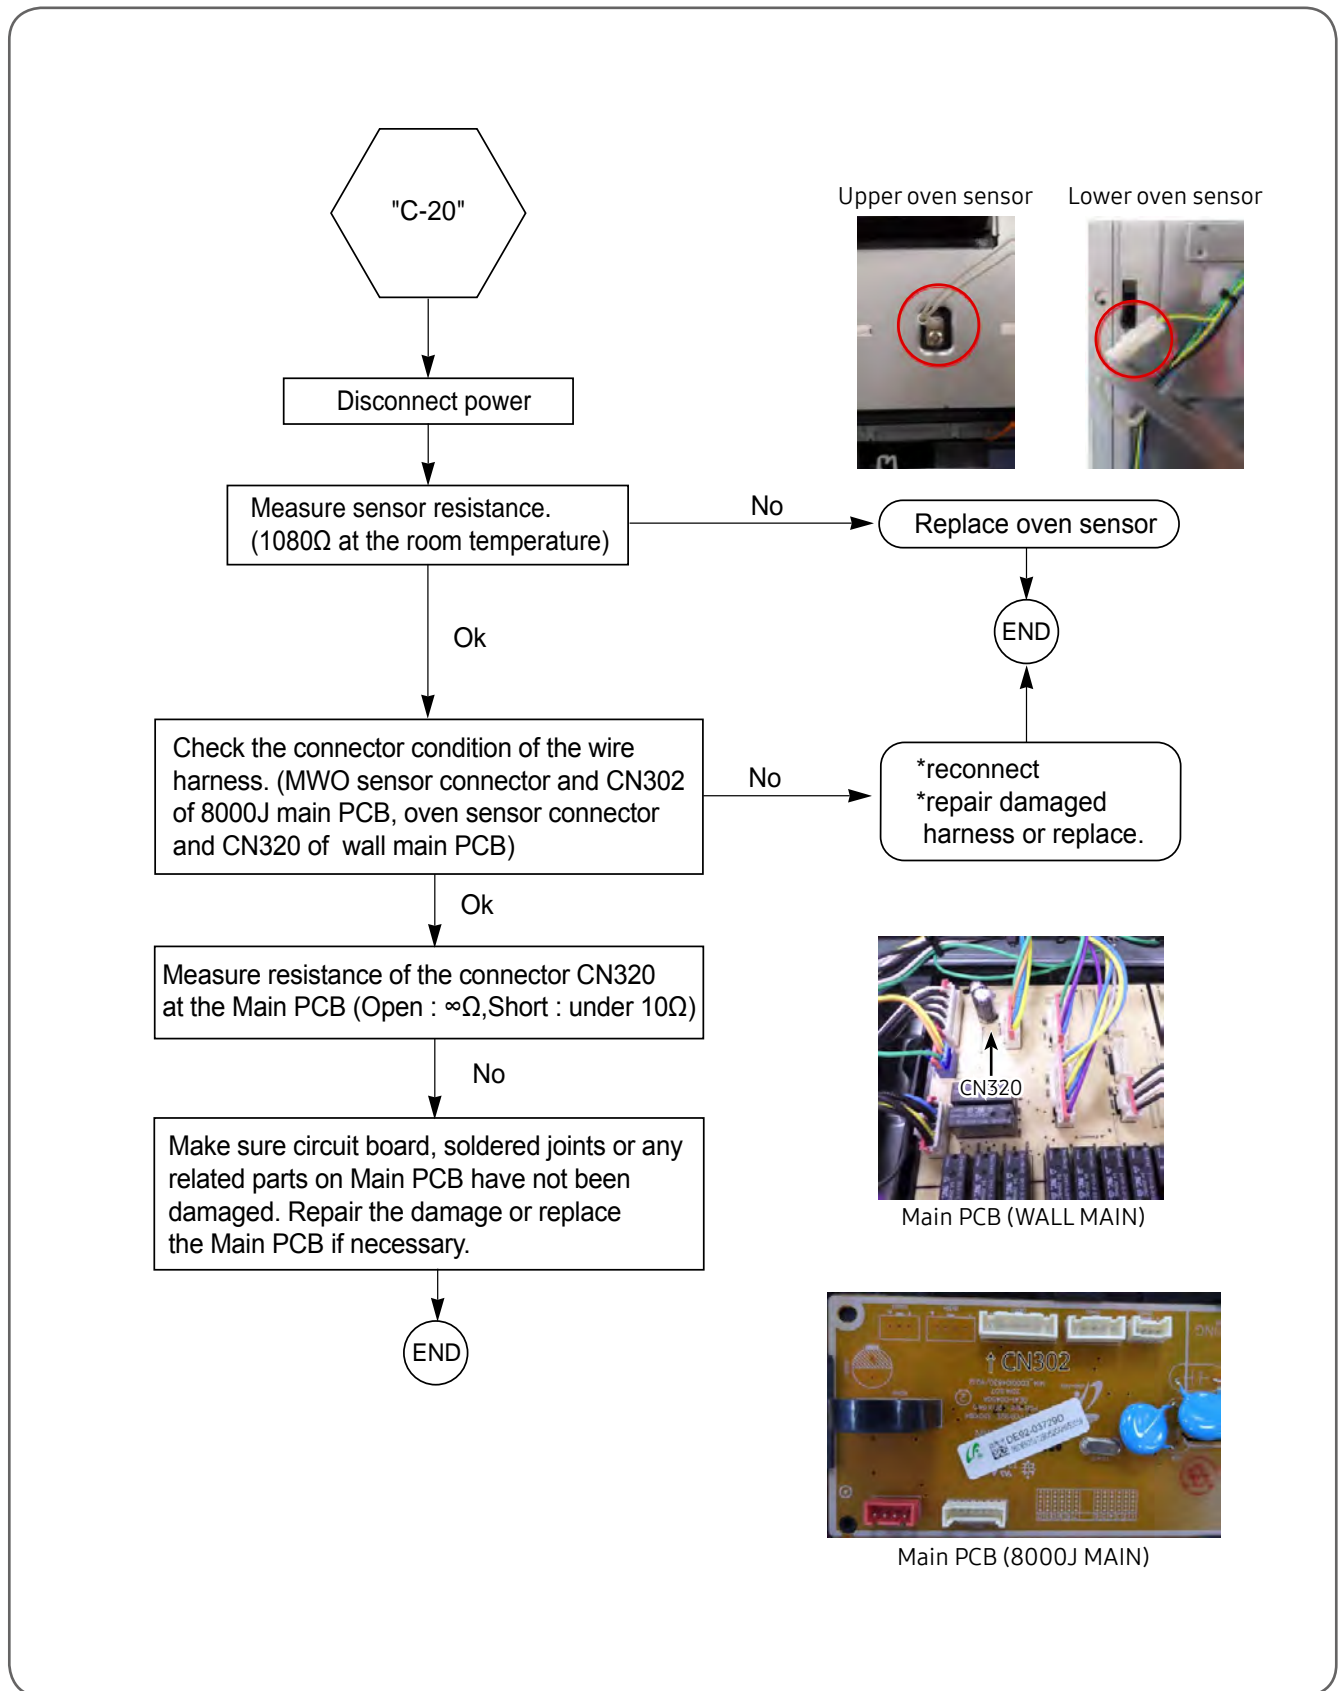 "C-20"
Upper oven sensor
Lower oven sensor
Disconnect power
Measure sensor resistance.
(1080Ω at the room temperature)
No
Replace oven sensor
END
Ok
Check the connector condition of the wire
harness. (MWO sensor connector and CN302
of 8000J main PCB, oven sensor connector
and CN320 of wall main PCB)
No
*reconnect
*repair damaged
harness or replace.
Ok
Measure resistance of the connector CN320
at the Main PCB (Open : ∞Ω,Short : under 10Ω)
No
Make sure circuit board, soldered joints or any
related parts on Main PCB have not been
damaged. Repair the damage or replace
the Main PCB if necessary.
END
CN320
Main PCB (WALL MAIN)
↑ CN302
DE92-03729D
Main PCB (8000J MAIN)